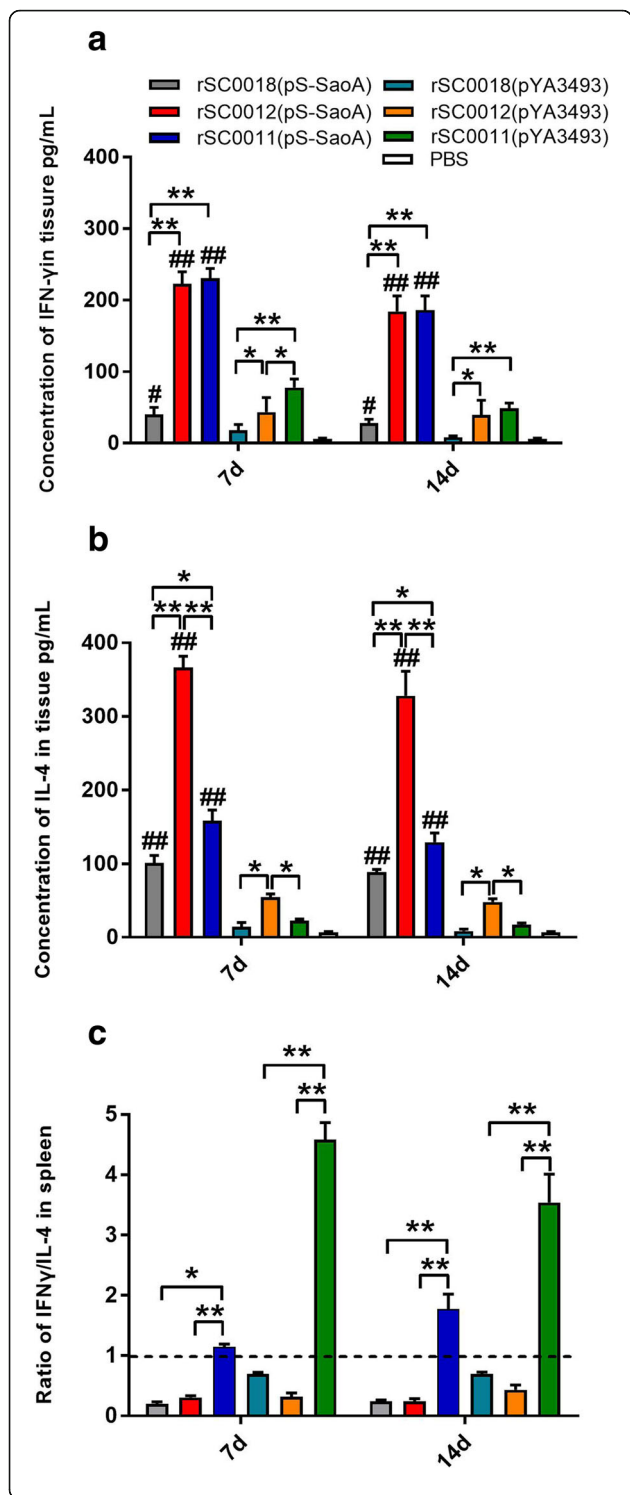 a
rSC0018(pS-SaoA) rSC0018(pYA3493)
rSC0012(pS-SaoA) rSC0012(pYA3493)
rSC0011(pS-SaoA) rSC0011(pYA3493)
PBS
Concentration of IFN-γin tissure pg/mL
400
300
200
100
0
** **
** **
## ## ## ##
** **
* * *
# #
7d 14d
b
Concentration of IL-4 in tissue pg/mL
400
300
200
100
0
* *
** ** ** **
## ##
## ##
## ##
* * * *
7d 14d
c
Ratio of IFNγ/IL-4 in spleen
5
4
3
2
1
0
** **
** **
* **
** **
7d 14d